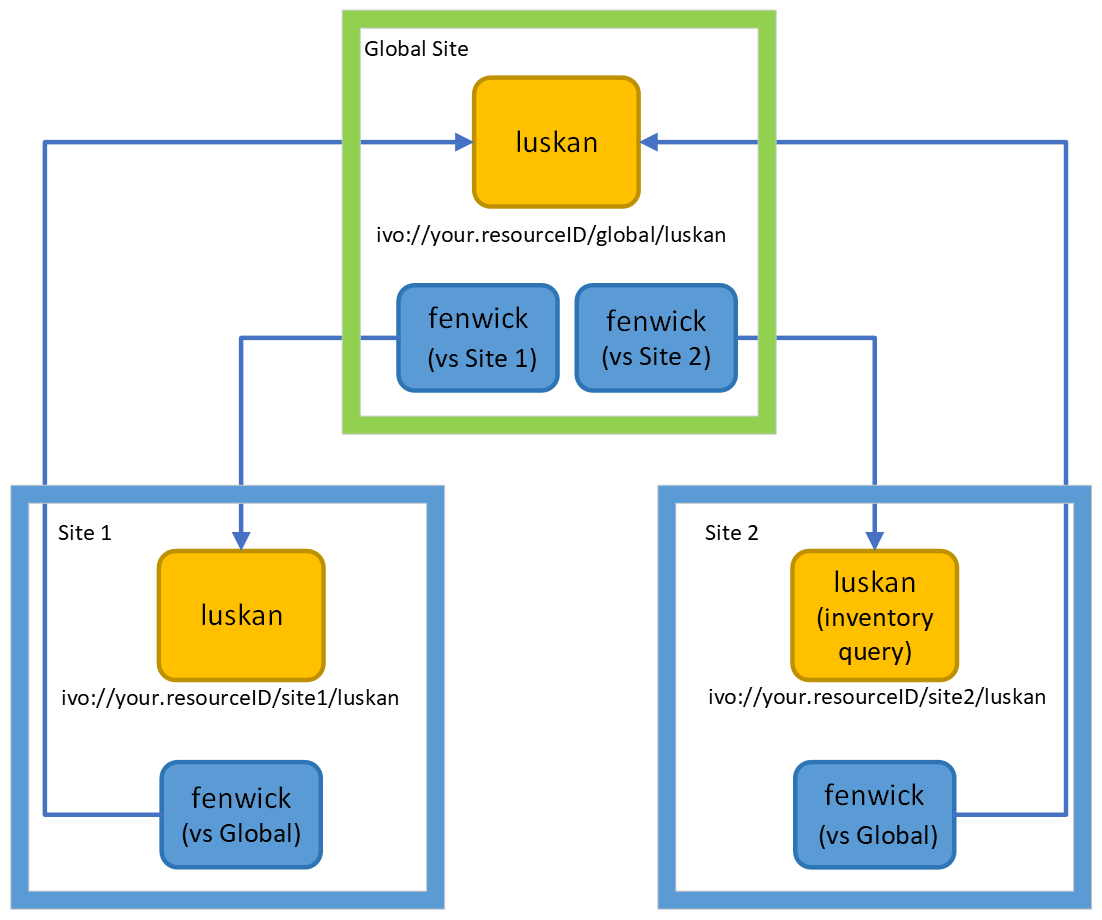 Global Site
luskan
ivo://your.resourceID/global/luskan
fenwick
(vs Site 1)
fenwick
(vs Site 2)
Site 1
luskan
ivo://your.resourceID/site1/luskan
fenwick
(vs Global)
Site 2
luskan
(inventory
query)
ivo://your.resourceID/site2/luskan
fenwick
(vs Global)